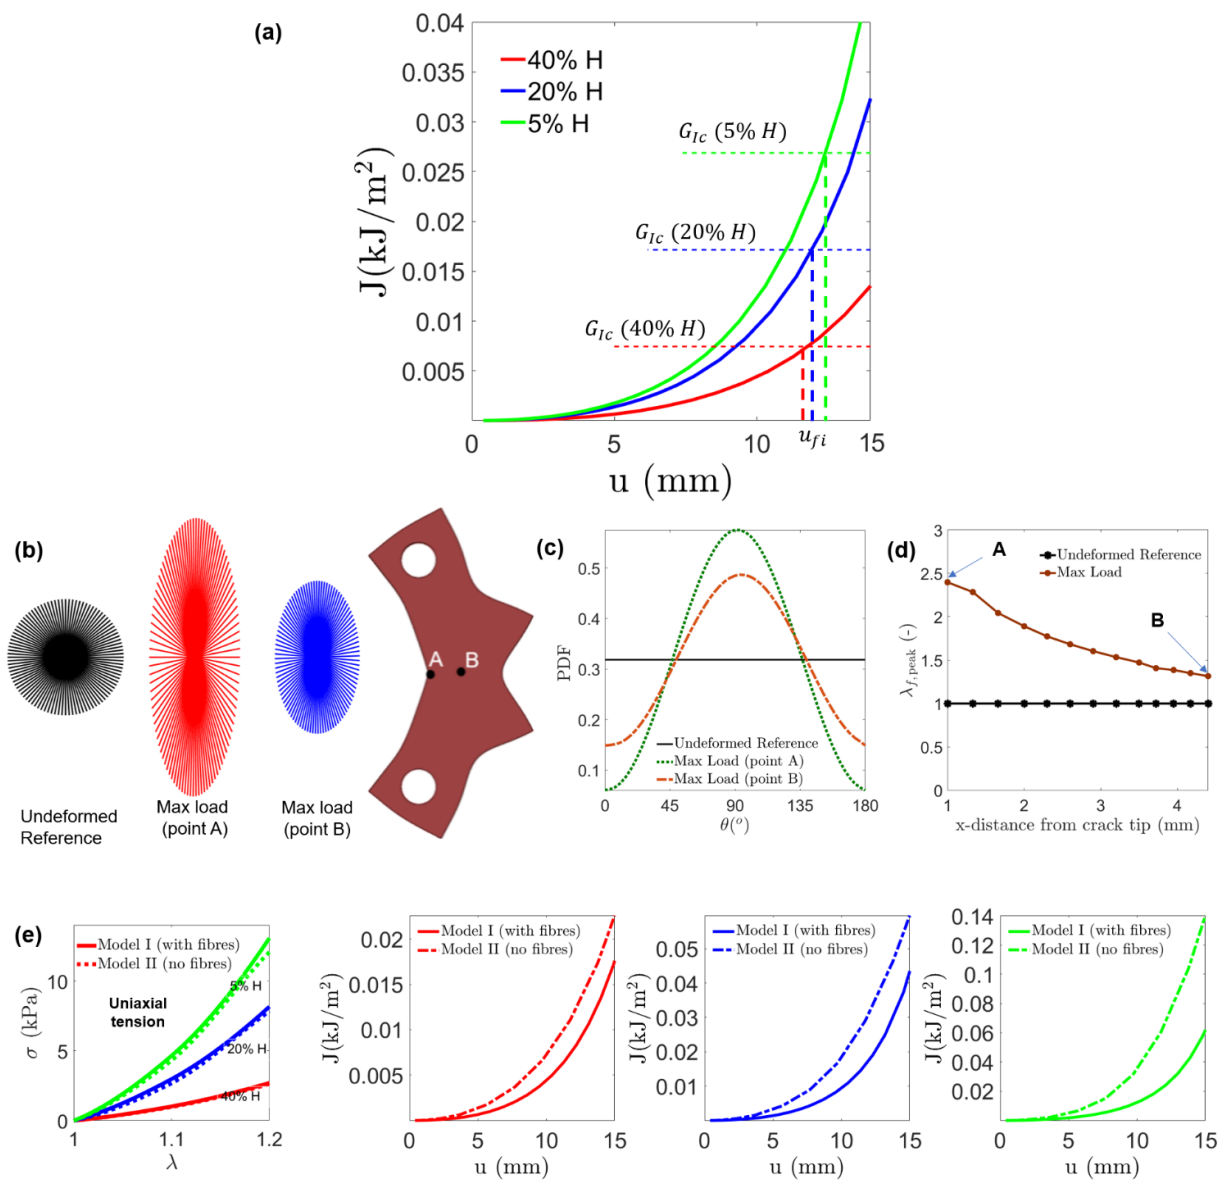 (a)
0.04
0.035
0.03
0.025
0.02
0.015
0.01
0.005
J(kJ/m²)
40% H
20% H
5% H
G_Ic (5% H)
G_Ic (20% H)
G_Ic (40% H)
0 5 10 15
u_fi
u (mm)
(b)
Undeformed
Reference
Max load
(point A)
Max load
(point B)
A
B
(c)
0.5
0.4
0.3
0.2
0.1
PDF
Undeformed Reference
Max Load (point A)
Max Load (point B)
0 45 90 135 180
θ(°)
(d)
3
2.5
2
1.5
1
0.5
0
λ_f,peak (-)
A
Undeformed Reference
Max Load
B
1 2 3 4
x-distance from crack tip (mm)
(e)
10
5
0
σ (kPa)
Model I (with fibres)
Model II (no fibres)
Uniaxial
tension
5% H
20% H
40% H
1 1.1 1.2
λ
0.02
0.015
0.01
0.005
J(kJ/m²)
Model I (with fibres)
Model II (no fibres)
0 5 10 15
u (mm)
0.05
0.04
0.03
0.02
0.01
J(kJ/m²)
Model I (with fibres)
Model II (no fibres)
0 5 10 15
u (mm)
0.14
0.12
0.1
0.08
0.06
0.04
0.02
J(kJ/m²)
Model I (with fibres)
Model II (no fibres)
0 5 10 15
u (mm)